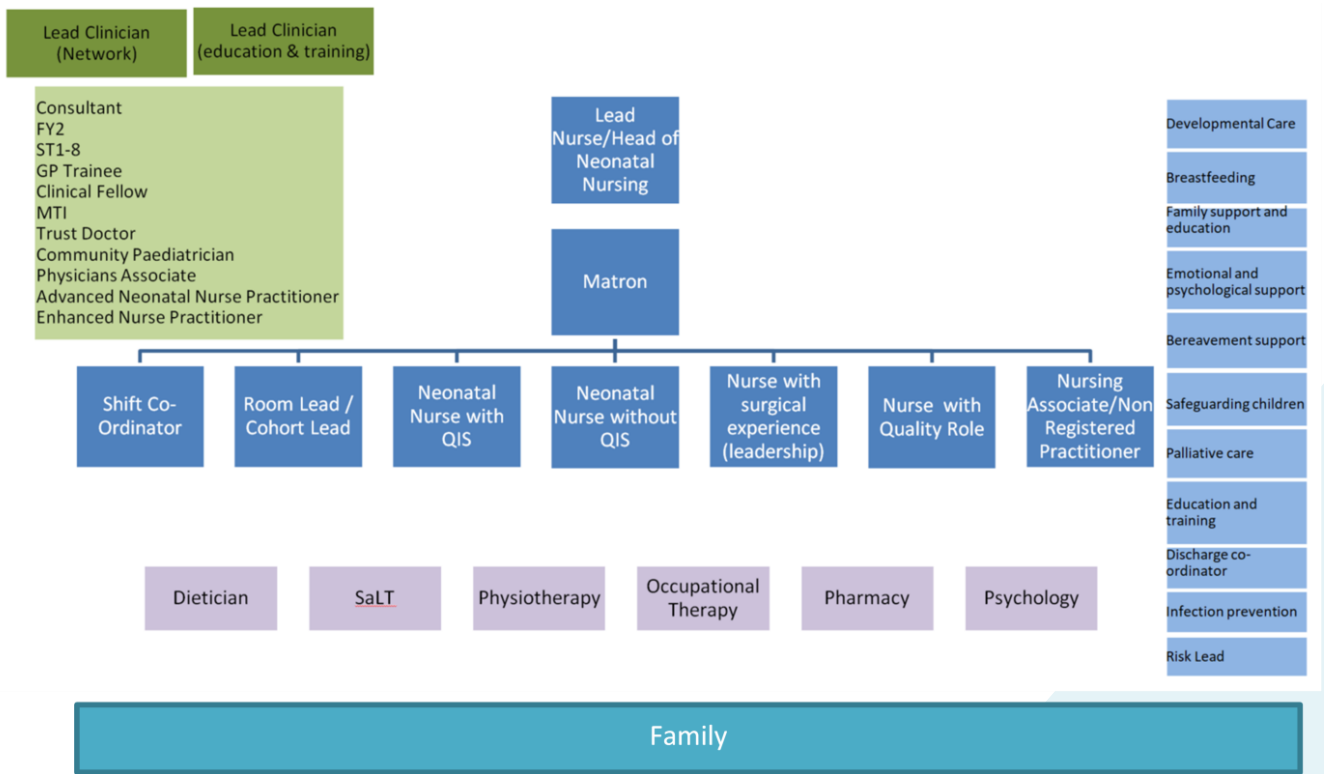 Lead Clinician
(Network)
Lead Clinician
(education & training)
Consultant
FY2
ST1-8
GP Trainee
Clinical Fellow
MTI
Trust Doctor
Community Paediatrician
Physicians Associate
Advanced Neonatal Nurse Practitioner
Enhanced Nurse Practitioner
Lead
Nurse/Head of
Neonatal
Nursing
Matron
Shift Co-
Ordinator
Room Lead /
Cohort Lead
Neonatal
Nurse with
QIS
Neonatal
Nurse without
QIS
Nurse with
surgical
experience
(leadership)
Nurse with
Quality Role
Nursing
Associate/Non
Registered
Practitioner
Developmental Care
Breastfeeding
Family support and
education
Emotional and
psychological support
Bereavement support
Safeguarding children
Palliative care
Education and
training
Discharge co-
ordinator
Infection prevention
Risk Lead
Dietician
SaLT
Physiotherapy
Occupational
Therapy
Pharmacy
Psychology
Family